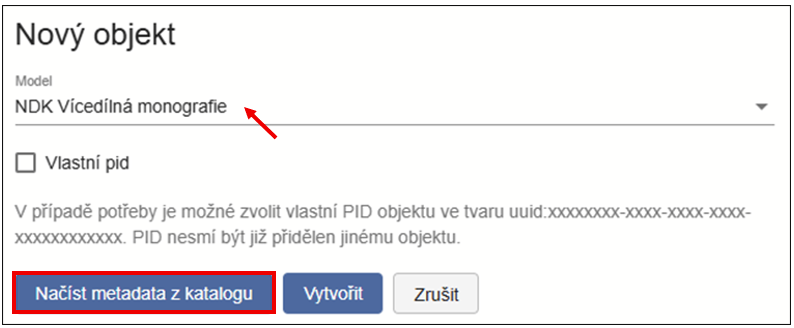 Nový objekt
Model
NDK Vícedílná monografie
Vlastní pid
V případě potřeby je možné zvolit vlastní PID objektu ve tvaru uuid:xxxxxxxx-xxxx-xxxx-xxxx-
xxxxxxxxxxxx. PID nesmí být již přidělen jinému objektu.
Načíst metadata z katalogu Vytvořit Zrušit